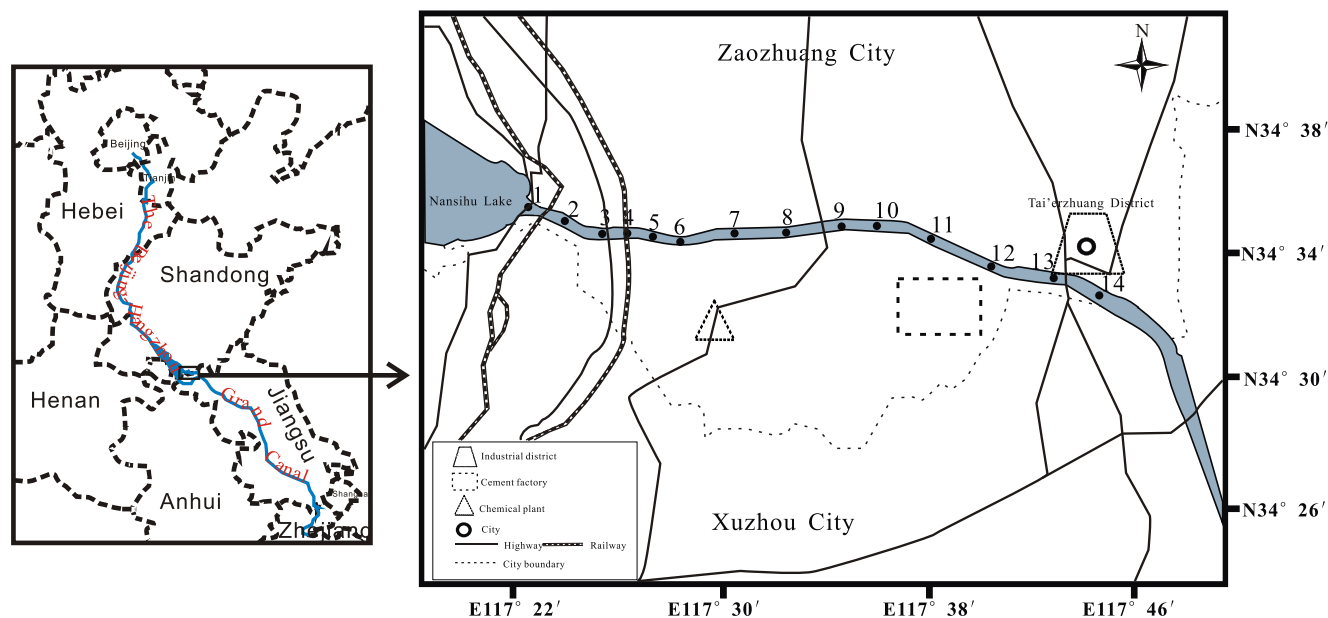 Beijing
Tianjin
Hebei
The
Beijing
Hangzhou
Shandong
Henan
Grand
Jiangsu
Canal
Anhui
Shangha
Zhejiang
Zaozhuang City
N
N34° 38′
Nansihu Lake
1
2
3
4
5
6
7
8
9
10
11
12
13
14
Tai'erzhuang District
N34° 34′
N34° 30′
Industrial district
Cement factory
Chemical plant
City
Highway
Railway
City boundary
Xuzhou City
N34° 26′
E117° 22′
E117° 30′
E117° 38′
E117° 46′